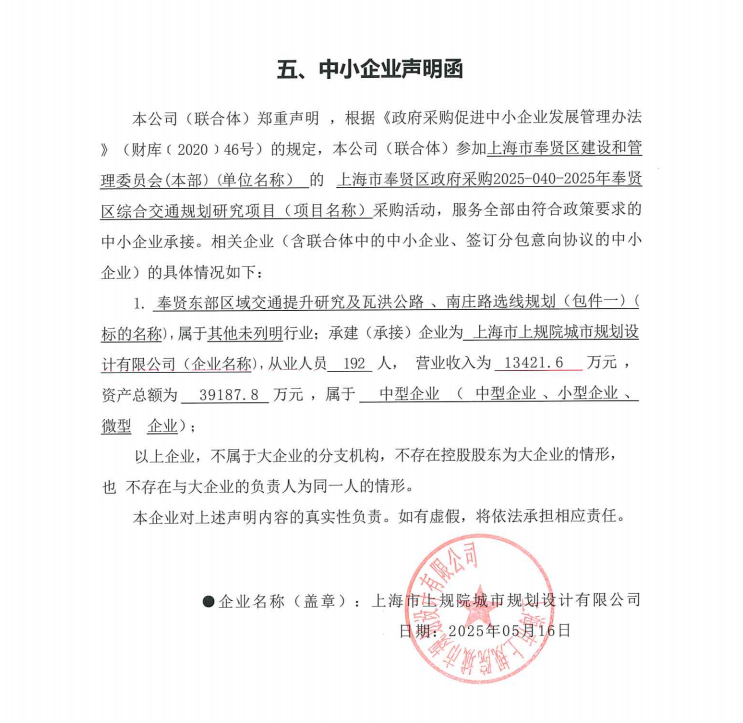 五、中小企业声明函
本公司（联合体）郑重声明 ，根据《政府采购促进中小企业发展管理办法
》（财库﹝2020﹞46号）的规定，本公司（联合体）参加上海市奉贤区建设和管
理委员会(本部)(单位名称） 的 上海市奉贤区政府采购2025-040-2025年奉贤
区综合交通规划研究项目（项目名称）采购活动，服务全部由符合政策要求的
中小企业承接。相关企业（含联合体中的中小企业、签订分包意向协议的中小
企业）的具体情况如下：
1. 奉贤东部区域交通提升研究及瓦洪公路 、南庄路选线规划（包件一）(
标的名称),属于其他未列明行业；承建（承接）企业为 上海市上规院城市规划设
计有限公司（企业名称),从业人员 192 人， 营业收入为 13421.6 万元 ，
资产总额为 39187.8 万元 ，属于 中型企业 （ 中型企业 、小型企业 、
微型 企业）；
以上企业，不属于大企业的分支机构，不存在控股股东为大企业的情形，
也 不存在与大企业的负责人为同一人的情形。
本企业对上述声明内容的真实性负责。如有虚假，将依法承担相应责任。
●企业名称（盖章）：上海市上规院城市规划设计有限公司
日期：2025年05月16日
上海市上规院城市规划设计有限公司